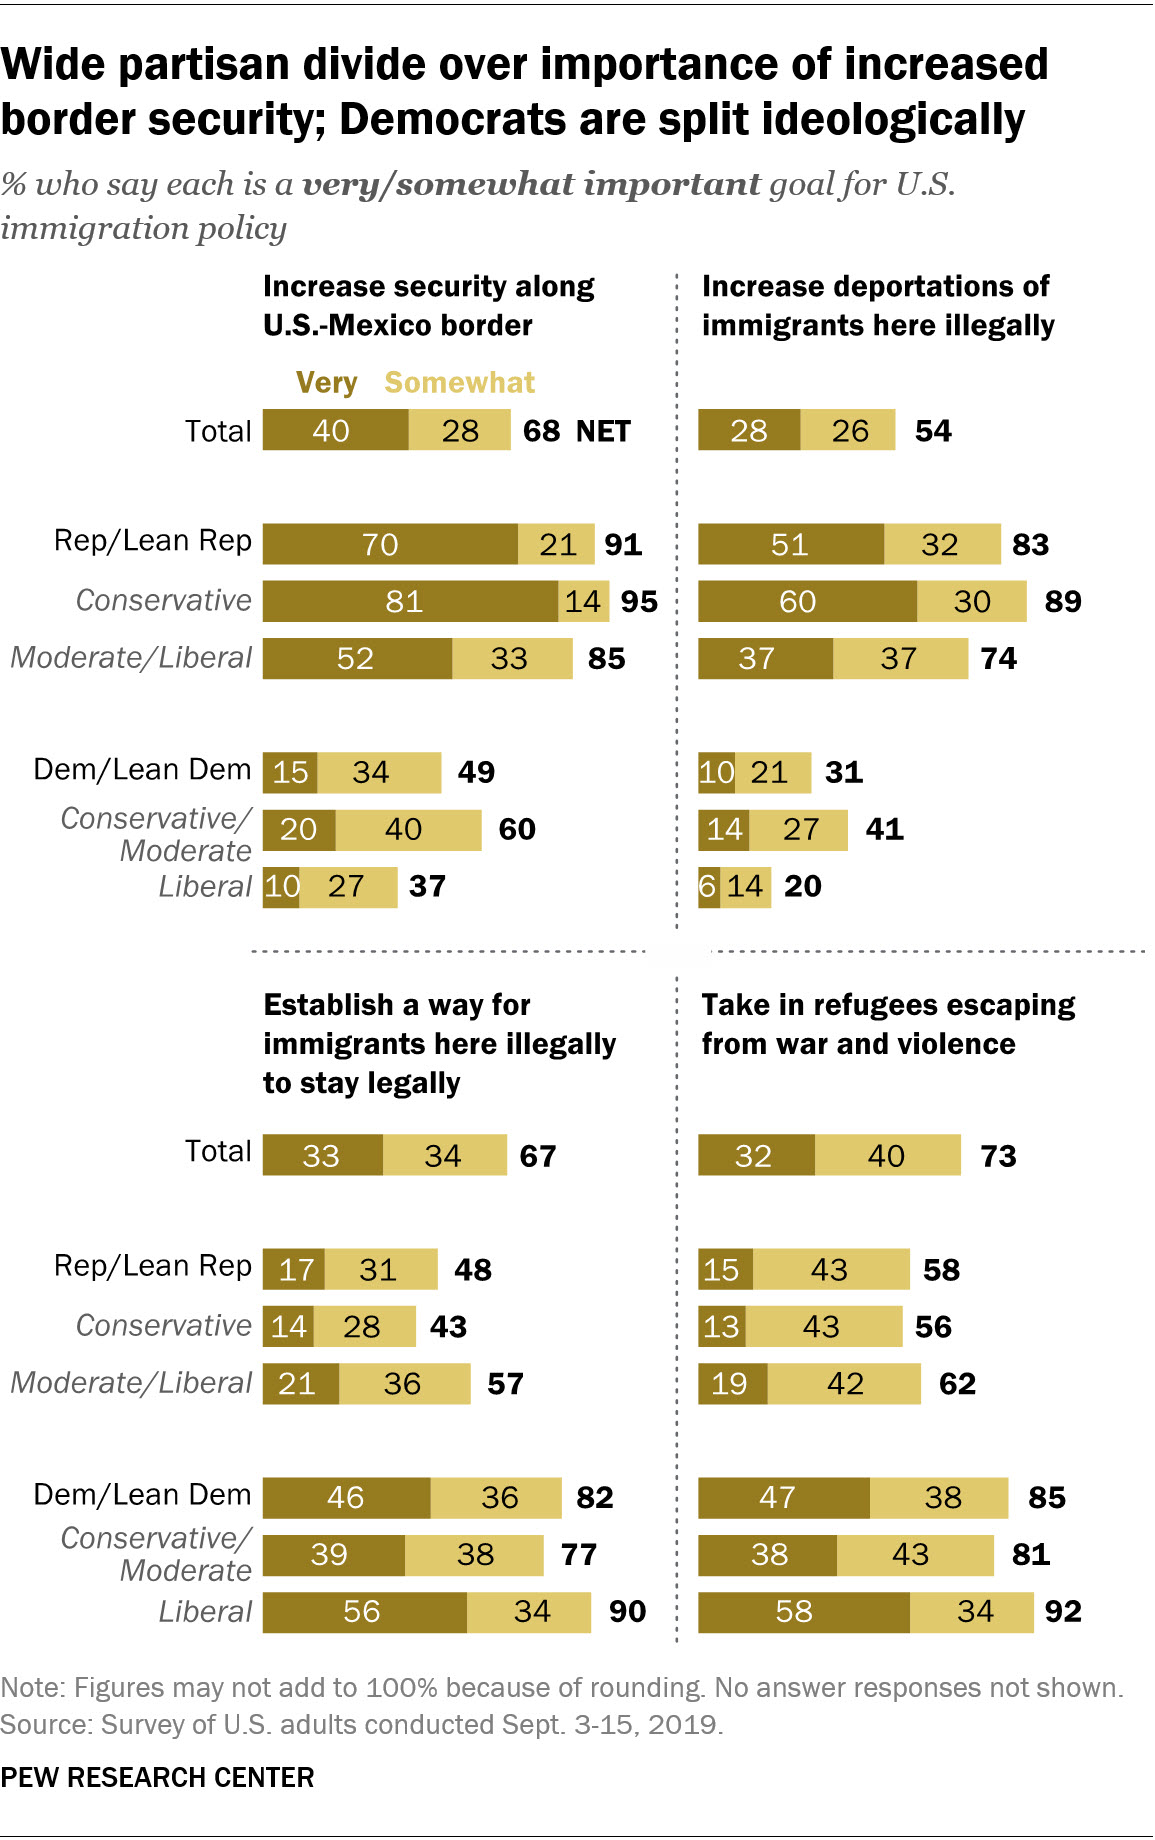 Wide partisan divide over importance of increased
border security; Democrats are split ideologically
% who say each is a very/somewhat important goal for U.S.
immigration policy
Increase security along
U.S.-Mexico border
Very Somewhat
Total 40 28 68 NET
Rep/Lean Rep 70 21 91
Conservative 81 14 95
Moderate/Liberal 52 33 85
Dem/Lean Dem 15 34 49
Conservative/
Moderate 20 40 60
Liberal 10 27 37
Increase deportations of
immigrants here illegally
28 26 54
51 32 83
60 30 89
37 37 74
10 21 31
14 27 41
6 14 20
Establish a way for
immigrants here illegally
to stay legally
Total 33 34 67
Rep/Lean Rep 17 31 48
Conservative 14 28 43
Moderate/Liberal 21 36 57
Dem/Lean Dem 46 36 82
Conservative/
Moderate 39 38 77
Liberal 56 34 90
Take in refugees escaping
from war and violence
32 40 73
15 43 58
13 43 56
19 42 62
47 38 85
38 43 81
58 34 92
Note: Figures may not add to 100% because of rounding. No answer responses not shown.
Source: Survey of U.S. adults conducted Sept. 3-15, 2019.
PEW RESEARCH CENTER